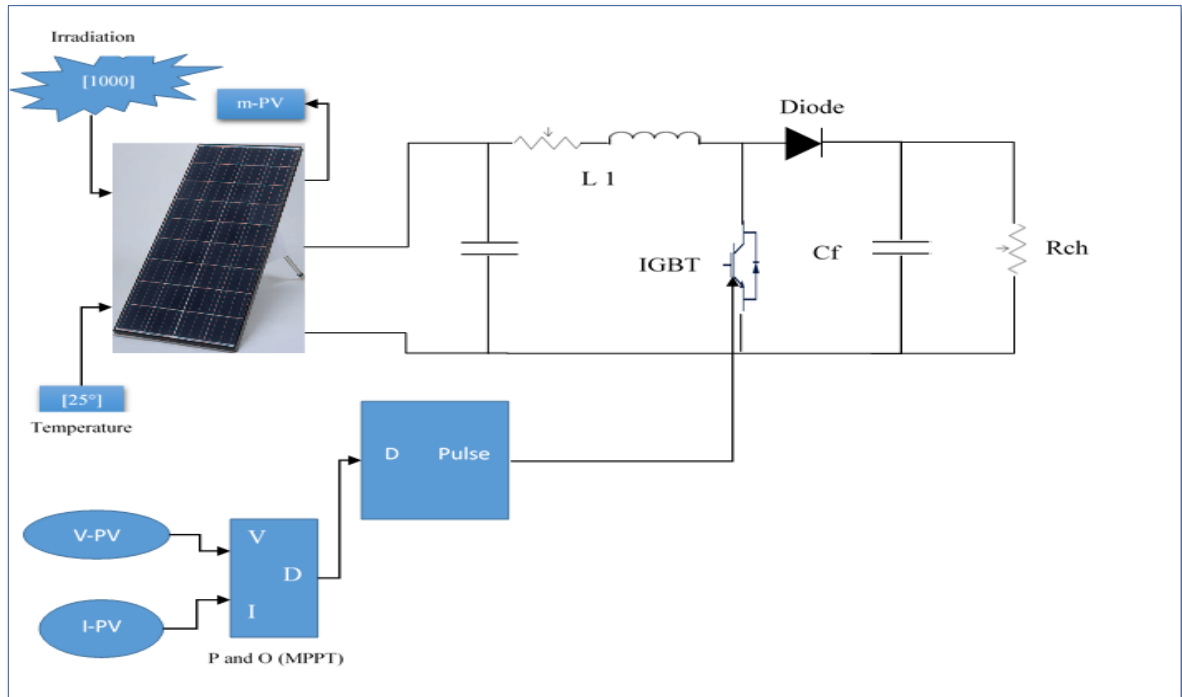 Irradiation
[1000]
m-PV
Diode
L 1
IGBT
Cf
Rch
[25°]
Temperature
D Pulse
V-PV
V
D
I-PV
I
P and O (MPPT)